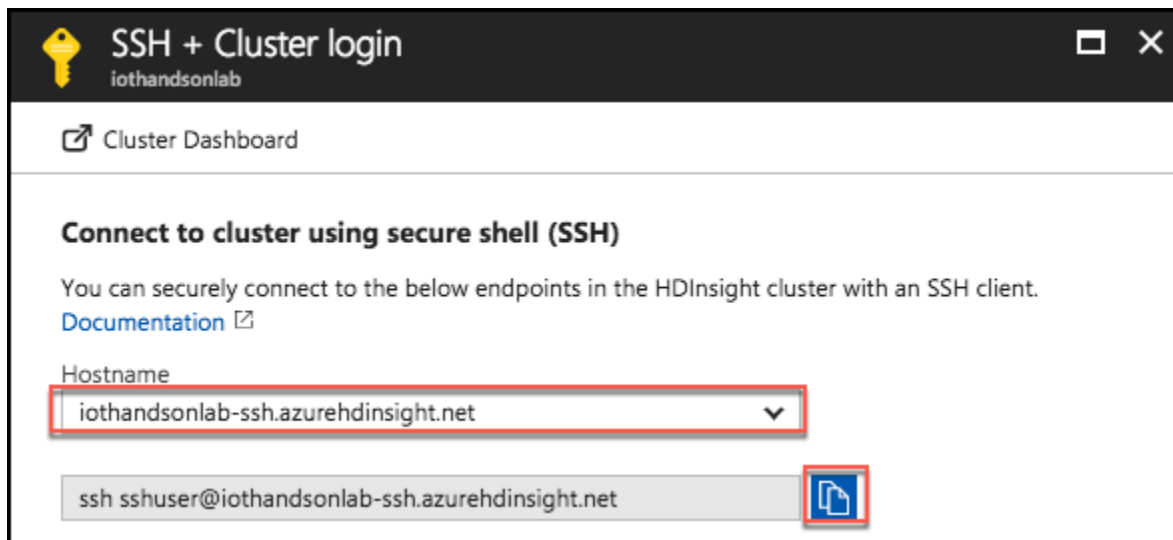 SSH + Cluster login
iothandsonlab
Cluster Dashboard
Connect to cluster using secure shell (SSH)
You can securely connect to the below endpoints in the HDInsight cluster with an SSH client.
Documentation
Hostname
iothandsonlab-ssh.azurehdinsight.net
ssh sshuser@iothandsonlab-ssh.azurehdinsight.net